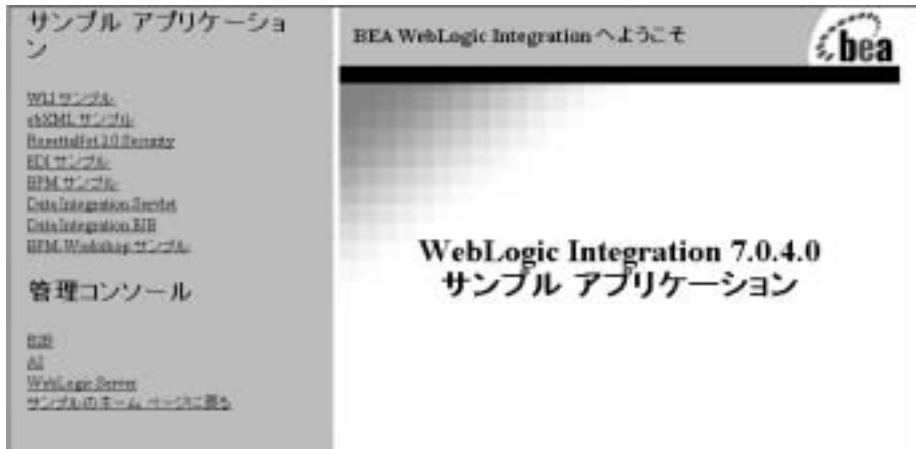 サンプル アプリケーショ
ン
WLI サンプル
ebXML サンプル
RosettaNet 2.0 Security
EDI サンプル
BPM サンプル
Data Integration Servlet
Data Integration EJB
BPM Workshop サンプル
管理コンソール
B2B
AI
WebLogic Server
サンプルのホーム ページに戻る
BEA WebLogic Integration へようこそ
bea
WebLogic Integration 7.0.4.0
サンプル アプリケーション